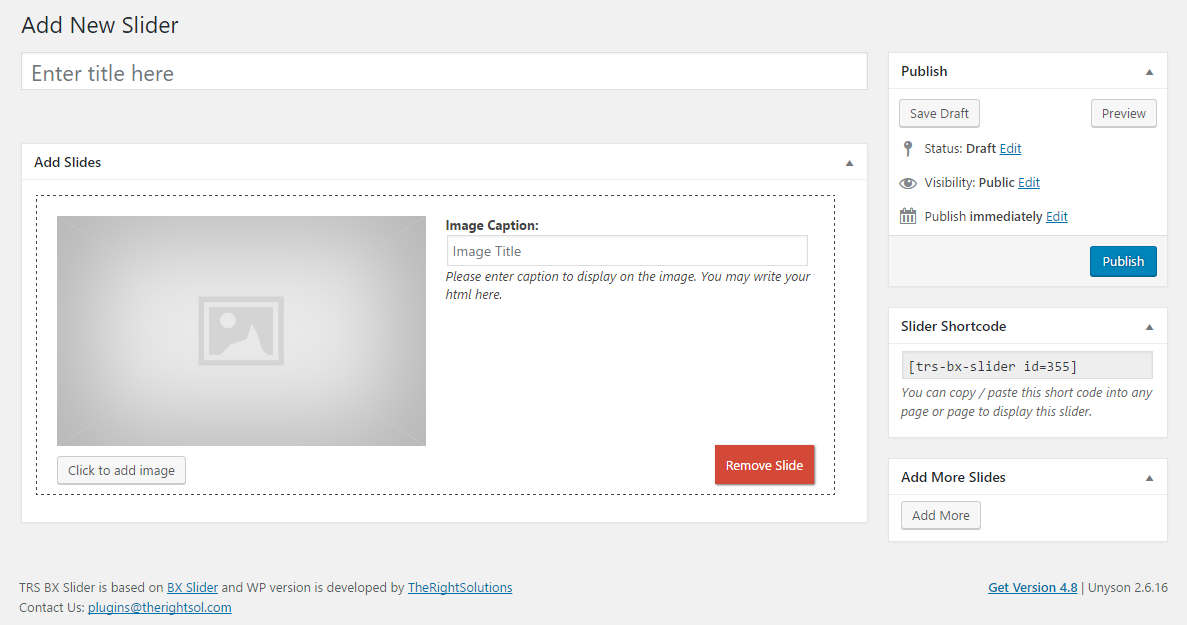 Add New Slider
Enter title here
Add Slides
Image Caption:
Image Title
Please enter caption to display on the image. You may write your
html here.
Click to add image
Remove Slide
Publish
Save Draft
Preview
Status: Draft Edit
Visibility: Public Edit
Publish immediately Edit
Publish
Slider Shortcode
[trs-bx-slider id=355]
You can copy / paste this short code into any
page or page to display this slider.
Add More Slides
Add More
TRS BX Slider is based on BX Slider and WP version is developed by TheRightSolutions
Contact Us: plugins@therightsol.com
Get Version 4.8 | Unyson 2.6.16